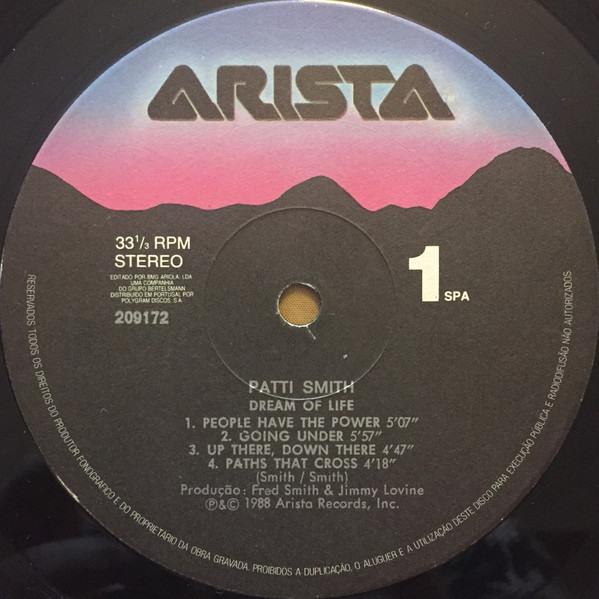 ARISTA
33 1/3 RPM
STEREO
EDITADO POR BMG ARIOLA, LDA
UMA COMPANHIA
DO GRUPO BERTELSMANN
DISTRIBUIDO EM PORTUGAL POR
POLYGRAM DISCOS, S A
209172
1
SPA
PATTI SMITH
DREAM OF LIFE
1. PEOPLE HAVE THE POWER 5'07"
2. GOING UNDER 5'57"
3. UP THERE, DOWN THERE 4'47"
4. PATHS THAT CROSS 4'18"
(Smith / Smith)
Produção: Fred Smith & Jimmy Lovine
℗&© 1988 Arista Records, Inc.
RESERVADOS TODOS OS DIREITOS DO PRODUTOR FONOGRÁFICO E DO PROPRIETÁRIO DA OBRA GRAVADA. PROIBIDOS A DUPLICAÇÃO, O ALUGUER E A UTILIZAÇÃO DESTE DISCO PARA EXECUÇÃO PÚBLICA E RADIODIFUSÃO NÃO AUTORIZADOS